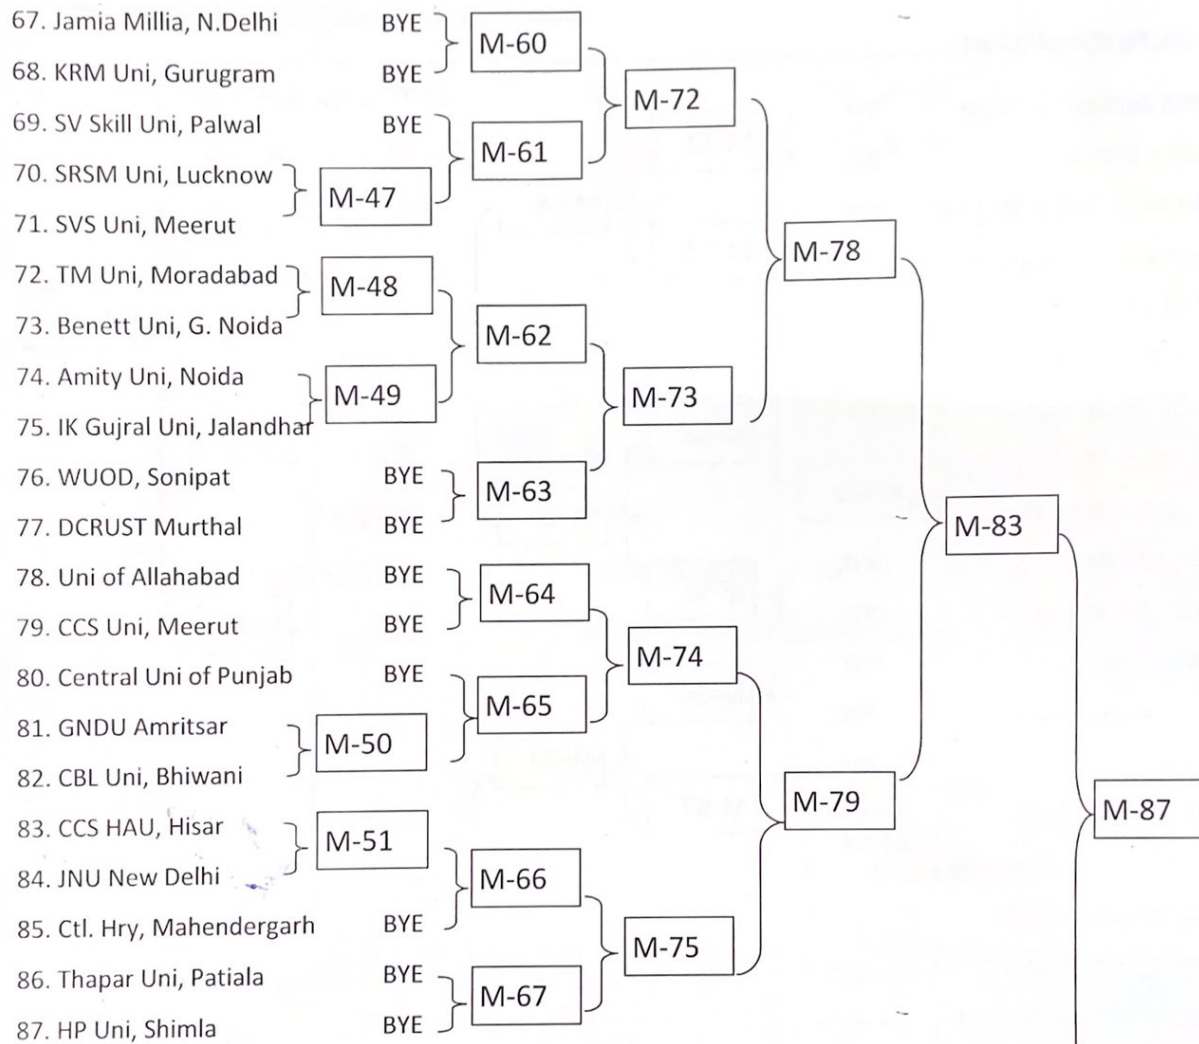 67. Jamia Millia, N.Delhi BYE
M-60
68. KRM Uni, Gurugram BYE
M-72
69. SV Skill Uni, Palwal BYE
M-61
70. SRSM Uni, Lucknow
M-47
71. SVS Uni, Meerut
M-78
72. TM Uni, Moradabad
M-48
73. Benett Uni, G. Noida
M-62
74. Amity Uni, Noida
M-49
M-73
75. IK Gujral Uni, Jalandhar
76. WUOD, Sonipat BYE
M-63
77. DCRUST Murthal BYE
M-83
78. Uni of Allahabad BYE
M-64
79. CCS Uni, Meerut BYE
M-74
80. Central Uni of Punjab BYE
M-65
81. GNDU Amritsar
M-50
82. CBL Uni, Bhiwani
M-79
M-87
83. CCS HAU, Hisar
M-51
84. JNU New Delhi
M-66
85. Ctl. Hry, Mahendergarh BYE
M-75
86. Thapar Uni, Patiala BYE
M-67
87. HP Uni, Shimla BYE